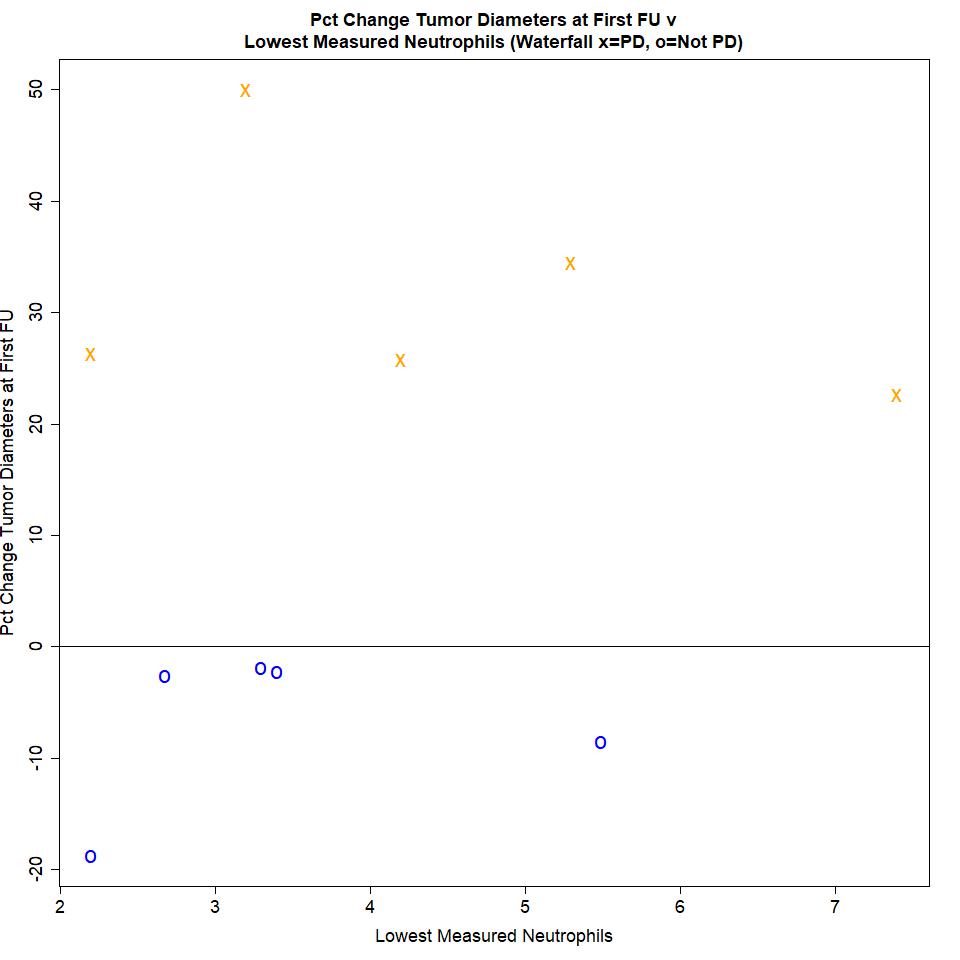 Pct Change Tumor Diameters at First FU v
Lowest Measured Neutrophils (Waterfall x=PD, o=Not PD)
Pct Change Tumor Diameters at First FU
50
40
30
20
10
0
-10
-20
X
X
X
X
X
O
O
O
O
O
2 3 4 5 6 7
Lowest Measured Neutrophils